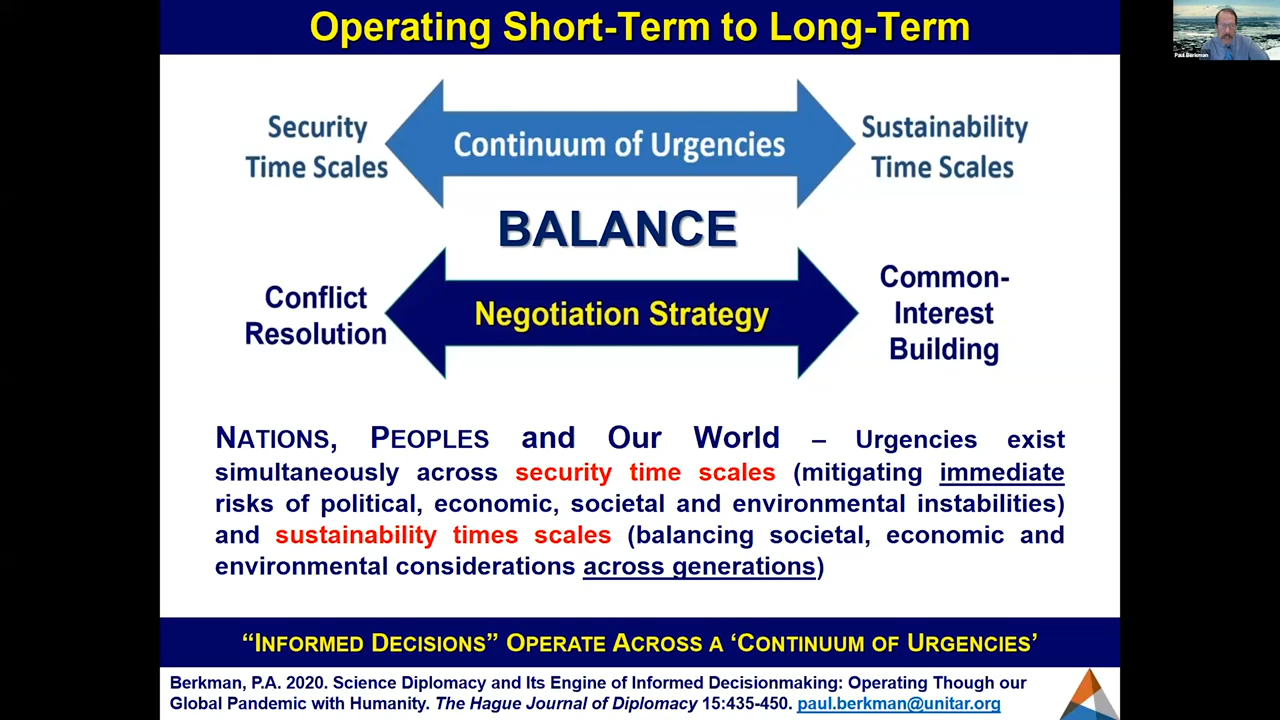 Operating Short-Term to Long-Term
Paul Berkman
Security
Time Scales
Continuum of Urgencies
Sustainability
Time Scales
BALANCE
Conflict
Resolution
Negotiation Strategy
Common-
Interest
Building
NATIONS, PEOPLES and Our World – Urgencies exist
simultaneously across security time scales (mitigating immediate
risks of political, economic, societal and environmental instabilities)
and sustainability times scales (balancing societal, economic and
environmental considerations across generations)
“INFORMED DECISIONS” OPERATE ACROSS A ‘CONTINUUM OF URGENCIES’
Berkman, P.A. 2020. Science Diplomacy and Its Engine of Informed Decisionmaking: Operating Though our
Global Pandemic with Humanity. The Hague Journal of Diplomacy 15:435-450. paul.berkman@unitar.org